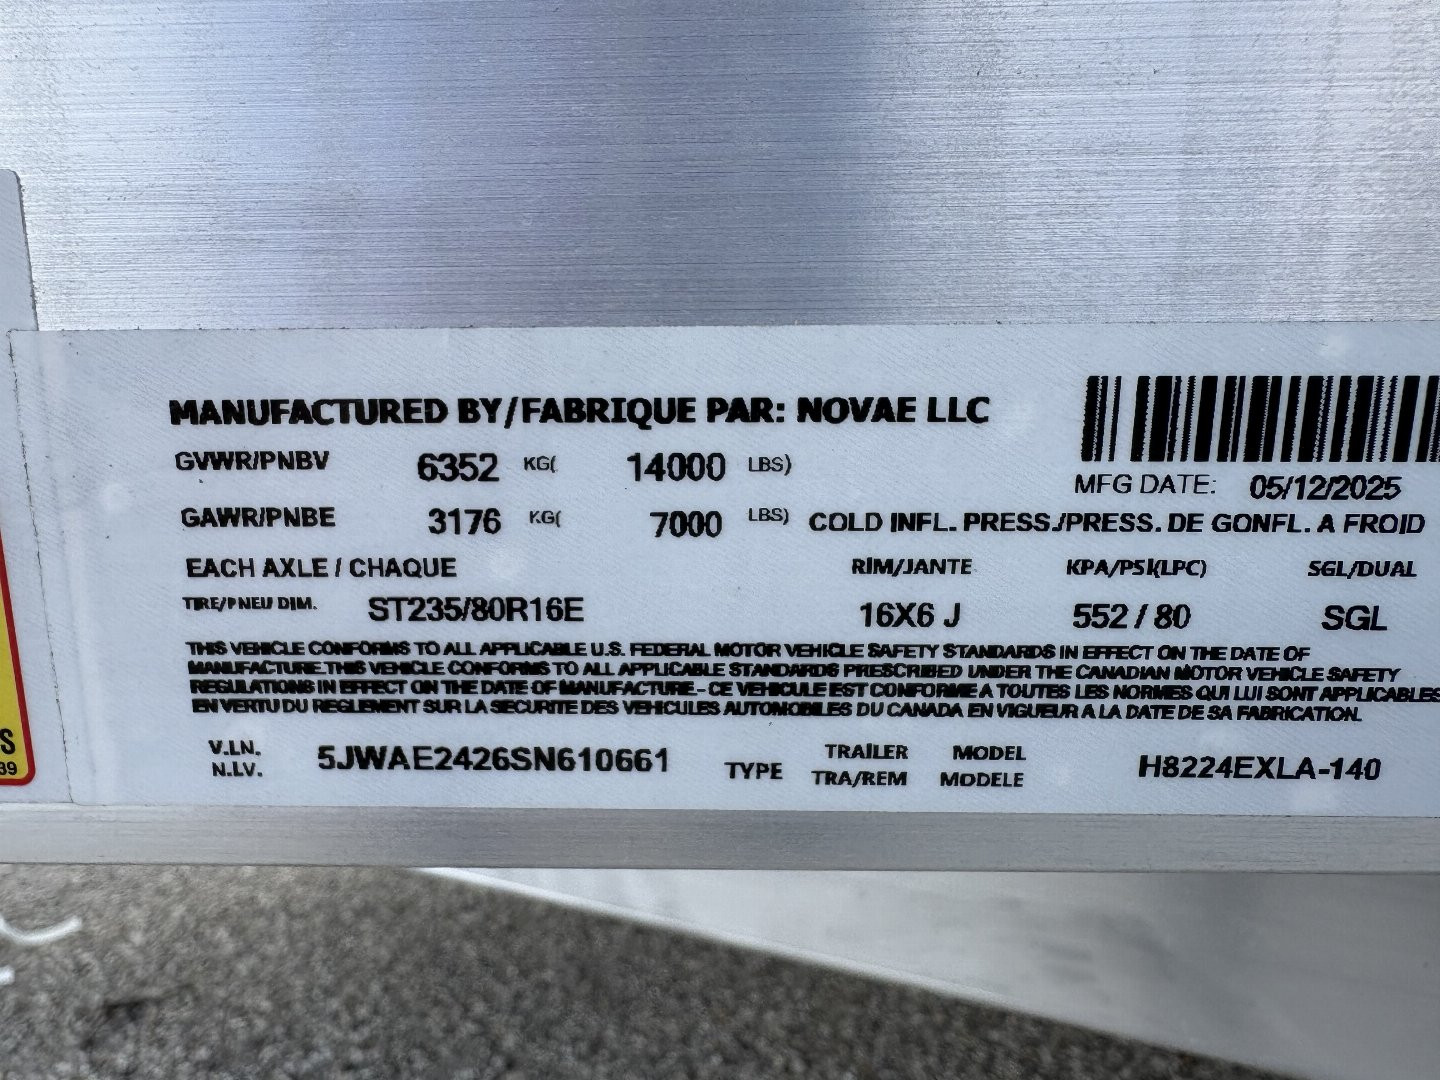 MANUFACTURED BY/FABRIQUE PAR: NOVAE LLC
GVWR/PNBV 6352 KG( 14000 LBS)
MFG DATE: 05/12/2025
GAWR/PNBE 3176 KG( 7000 LBS) COLD INFL. PRESS./PRESS. DE GONFL. A FROID
EACH AXLE / CHAQUE RIM/JANTE KPA/PSI(LPC) SGL/DUAL
TIRE/PNEU DIM. ST235/80R16E 16X6 J 552 / 80 SGL
THIS VEHICLE CONFORMS TO ALL APPLICABLE U.S. FEDERAL MOTOR VEHICLE SAFETY STANDARDS IN EFFECT ON THE DATE OF
MANUFACTURE.THIS VEHICLE CONFORMS TO ALL APPLICABLE STANDARDS PRESCRIBED UNDER THE CANADIAN MOTOR VEHICLE SAFETY
REGULATIONS IN EFFECT ON THE DATE OF MANUFACTURE.- CE VEHICULE EST CONFORME A TOUTES LES NORMES QUI LUI SONT APPLICABLES
EN VERTU DU REGLEMENT SUR LA SECURITE DES VEHICULES AUTOMOBILES DU CANADA EN VIGUEUR A LA DATE DE SA FABRICATION.
V.I.N. 5JWAE2426SN610661 TYPE TRAILER MODEL H8224EXLA-140
N.I.V. TRA/REM MODELE
S
39